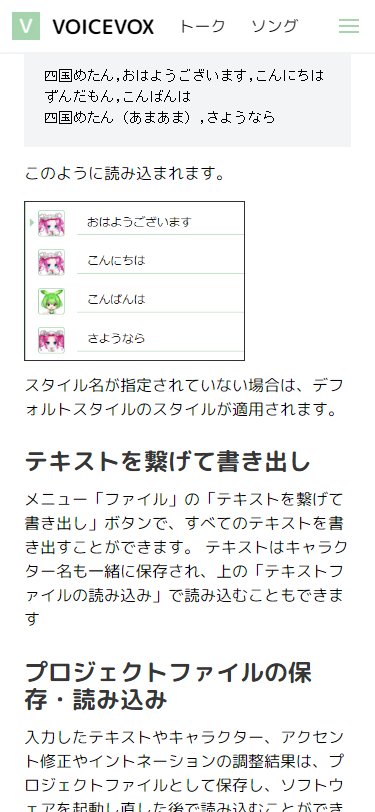 V VOICEVOX トーク ソング
四国めたん,おはようございます,こんにちは
ずんだもん,こんばんは
四国めたん（あまあま）,さようなら
このように読み込まれます。
おはようございます
こんにちは
こんばんは
さようなら
スタイル名が指定されていない場合は、デフ
ォルトスタイルのスタイルが適用されます。
テキストを繋げて書き出し
メニュー「ファイル」の「テキストを繋げて
書き出し」ボタンで、すべてのテキストを書
き出すことができます。 テキストはキャラク
ター名も一緒に保存され、上の「テキストフ
ァイルの読み込み」で読み込むこともできま
す
プロジェクトファイルの保
存・読み込み
入力したテキストやキャラクター、アクセン
ト修正やイントネーションの調整結果は、プ
ロジェクトファイルとして保存し、ソフトウ
ェアを起動し直した後で読み込むことができ